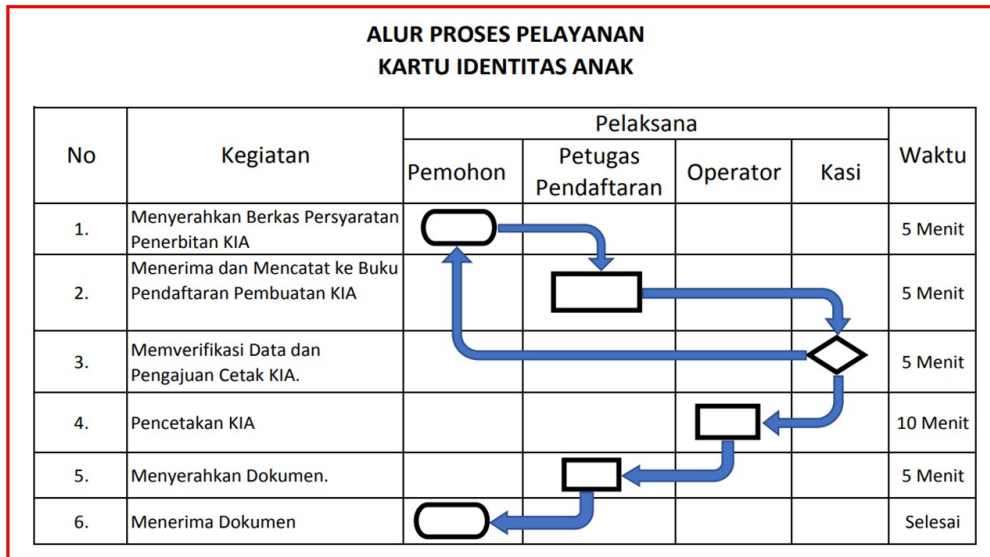 ALUR PROSES PELAYANAN
KARTU IDENTITAS ANAK
No
Kegiatan
Pelaksana
Waktu
Pemohon
Petugas
Pendaftaran
Operator
Kasi
1.
Menyerahkan Berkas Persyaratan
Penerbitan KIA
5 Menit
2.
Menerima dan Mencatat ke Buku
Pendaftaran Pembuatan KIA
5 Menit
3.
Memverifikasi Data dan
Pengajuan Cetak KIA.
5 Menit
4.
Pencetakan KIA
10 Menit
5.
Menyerahkan Dokumen.
5 Menit
6.
Menerima Dokumen
Selesai